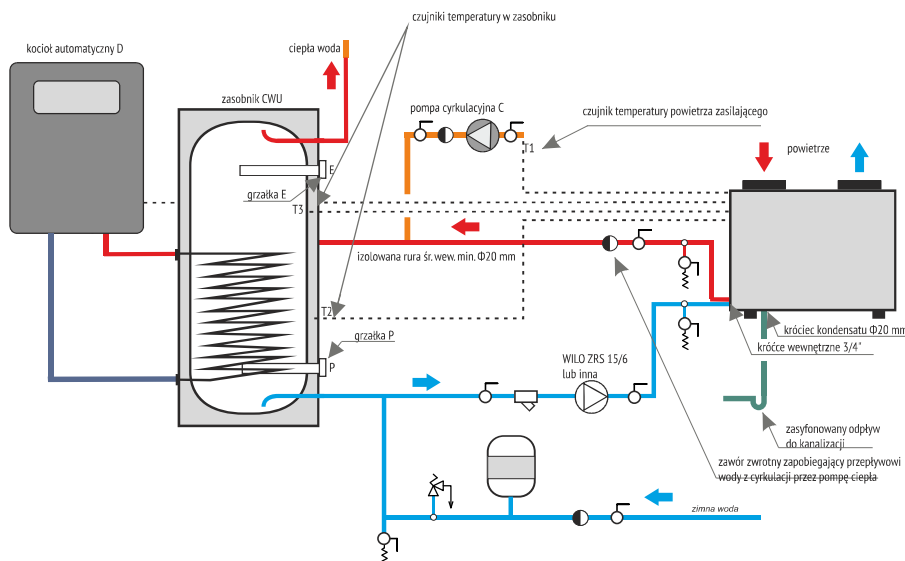 czujniki temperatury w zasobniku
kocioł automatyczny D
ciepła woda
zasobnik CWU
pompa cyrkulacyjna C
czujnik temperatury powietrza zasilającego
T1
powietrze
E
grzałka E
T3
izolowana rura śr. wew. min. Φ20 mm
T2
grzałka P
P
króciec kondensatu Φ20 mm
króćce wewnętrzne 3/4"
WILO ZRS 15/6
lub inna
zasyfonowany odpływ
do kanalizacji
zawór zwrotny zapobiegający przepływowi
wody z cyrkulacji przez pompę ciepła
zimna woda